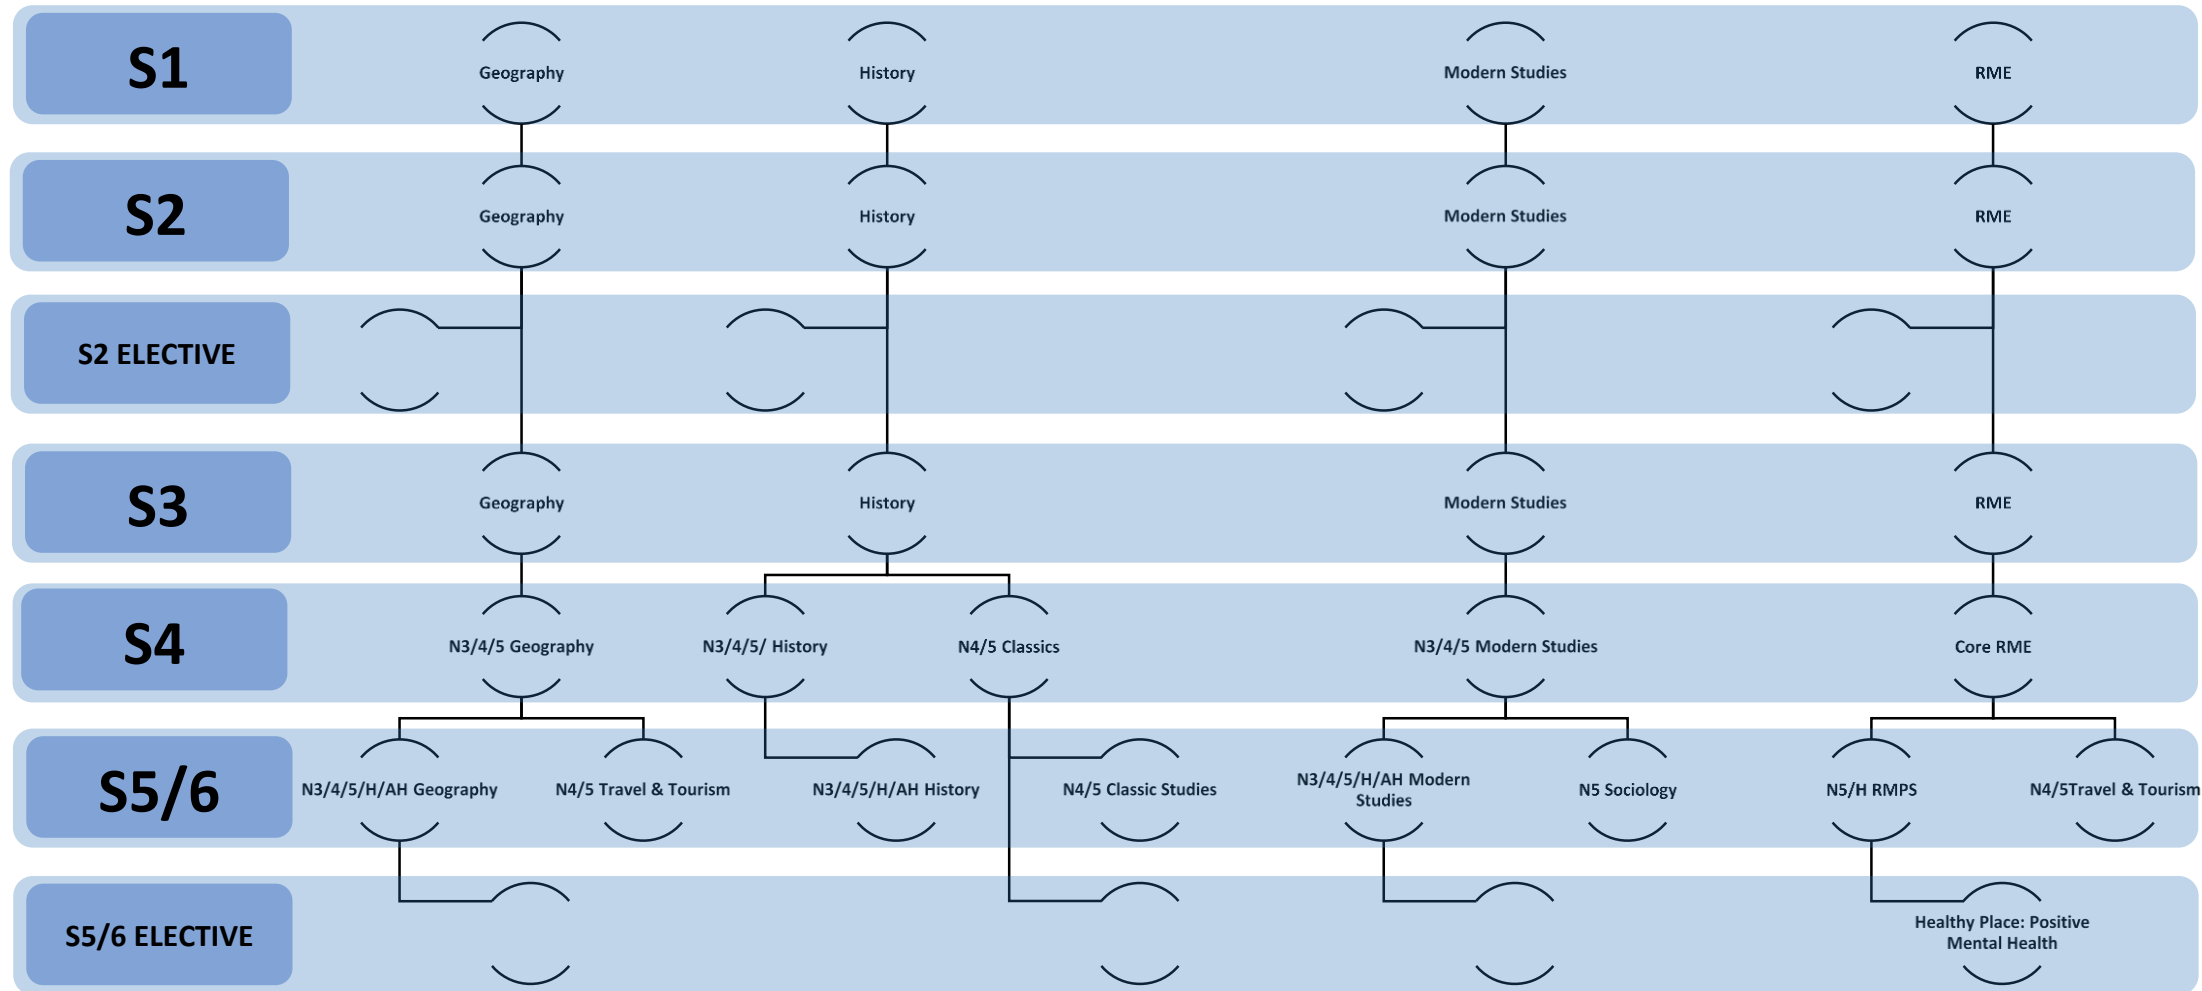 S1
Geography
History
Modern Studies
RME
S2
Geography
History
Modern Studies
RME
S2 ELECTIVE
S3
Geography
History
Modern Studies
RME
S4
N3/4/5 Geography
N3/4/5/ History
N4/5 Classics
N3/4/5 Modern Studies
Core RME
S5/6
N3/4/5/H/AH Geography
N4/5 Travel & Tourism
N3/4/5/H/AH History
N4/5 Classic Studies
N3/4/5/H/AH Modern
Studies
N5 Sociology
N5/H RMPS
N4/5Travel & Tourism
S5/6 ELECTIVE
Healthy Place: Positive
Mental Health